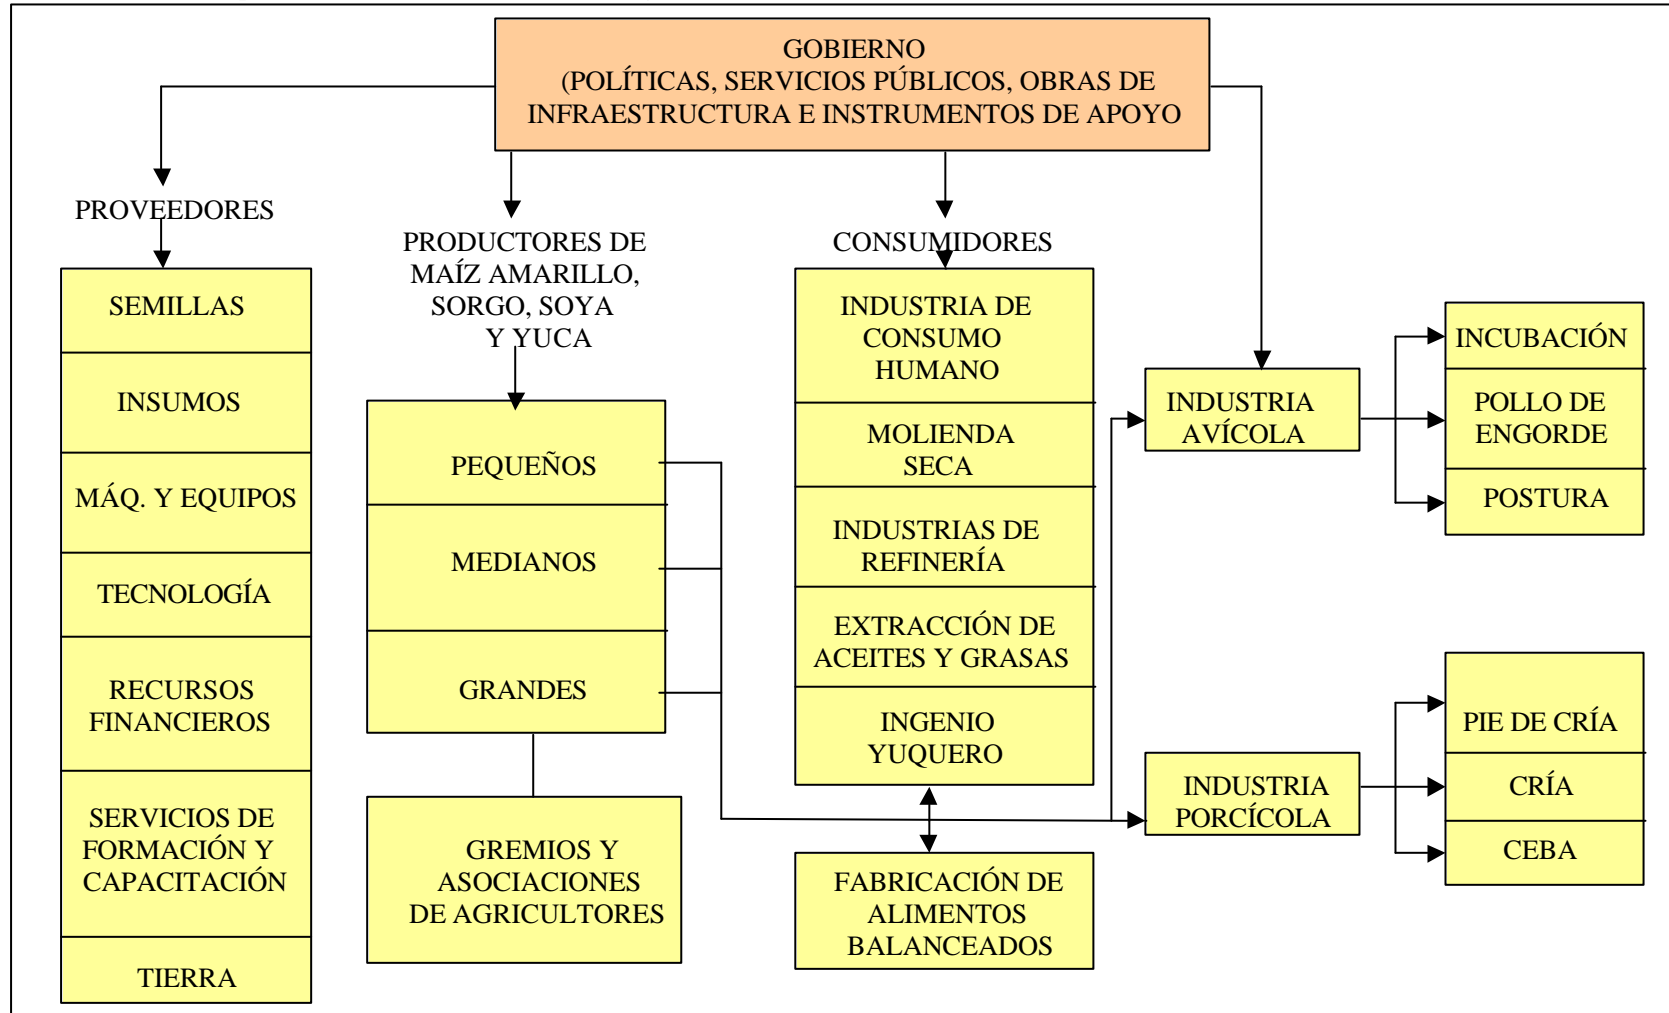 GOBIERNO
(POLÍTICAS, SERVICIOS PÚBLICOS, OBRAS DE
INFRAESTRUCTURA E INSTRUMENTOS DE APOYO
PROVEEDORES
SEMILLAS
INSUMOS
MÁQ. Y EQUIPOS
TECNOLOGÍA
RECURSOS
FINANCIEROS
SERVICIOS DE
FORMACIÓN Y
CAPACITACIÓN
TIERRA
PRODUCTORES DE
MAÍZ AMARILLO,
SORGO, SOYA
Y YUCA
PEQUEÑOS
MEDIANOS
GRANDES
GREMIOS Y
ASOCIACIONES
DE AGRICULTORES
CONSUMIDORES
INDUSTRIA DE
CONSUMO
HUMANO
MOLIENDA
SECA
INDUSTRIAS DE
REFINERÍA
EXTRACCIÓN DE
ACEITES Y GRASAS
INGENIO
YUQUERO
FABRICACIÓN DE
ALIMENTOS
BALANCEADOS
INDUSTRIA
AVÍCOLA
INCUBACIÓN
POLLO DE
ENGORDE
POSTURA
INDUSTRIA
PORCÍCOLA
PIE DE CRÍA
CRÍA
CEBA